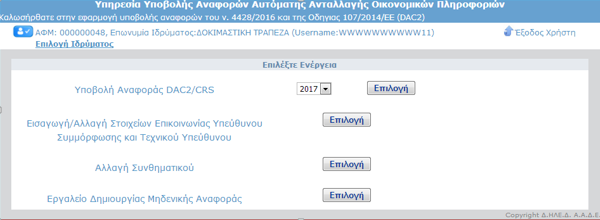 Υπηρεσία Υποβολής Αναφορών Αυτόματης Ανταλλαγής Οικονομικών Πληροφοριών
Καλωσήρθατε στην εφαρμογή υποβολής αναφορών του ν. 4428/2016 και της Οδηγίας 107/2014/ΕΕ (DAC2)
ΑΦΜ: 000000048, Επωνυμία Ιδρύματος:ΔΟΚΙΜΑΣΤΙΚΗ ΤΡΑΠΕΖΑ (Username:WWWWWWWWWW11) Έξοδος Χρήστη
Επιλογή Ιδρύματος
Επιλέξτε Ενέργεια
Υποβολή Αναφοράς DAC2/CRS 2017 Επιλογή
Εισαγωγή/Αλλαγή Στοιχείων Επικοινωνίας Υπεύθυνου Επιλογή
Συμμόρφωσης και Τεχνικού Υπεύθυνου
Αλλαγή Συνθηματικού Επιλογή
Εργαλείο Δημιουργίας Μηδενικής Αναφοράς Επιλογή
Copyright Δ.ΗΛΕ.Δ. Α.Α.Δ.Ε